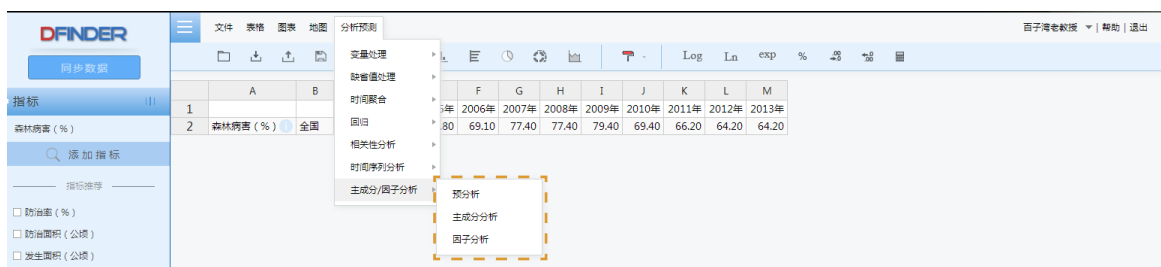 DFINDER
文件 表格 图表 地图 分析预测
百子湾老教授 | 帮助 | 退出
同步数据
Log Ln exp %
指标
森林病害（%）
添加指标
指标推荐
防治率（%）
防治面积（公顷）
发生面积（公顷）
变量处理
缺省值处理
时间聚合
回归
相关性分析
时间序列分析
主成分/因子分析
预分析
主成分分析
因子分析
A B F G H I J K L M
1 5年 2006年 2007年 2008年 2009年 2010年 2011年 2012年 2013年
2 森林病害（%） 全国 .80 69.10 77.40 77.40 79.40 69.40 66.20 64.20 64.20